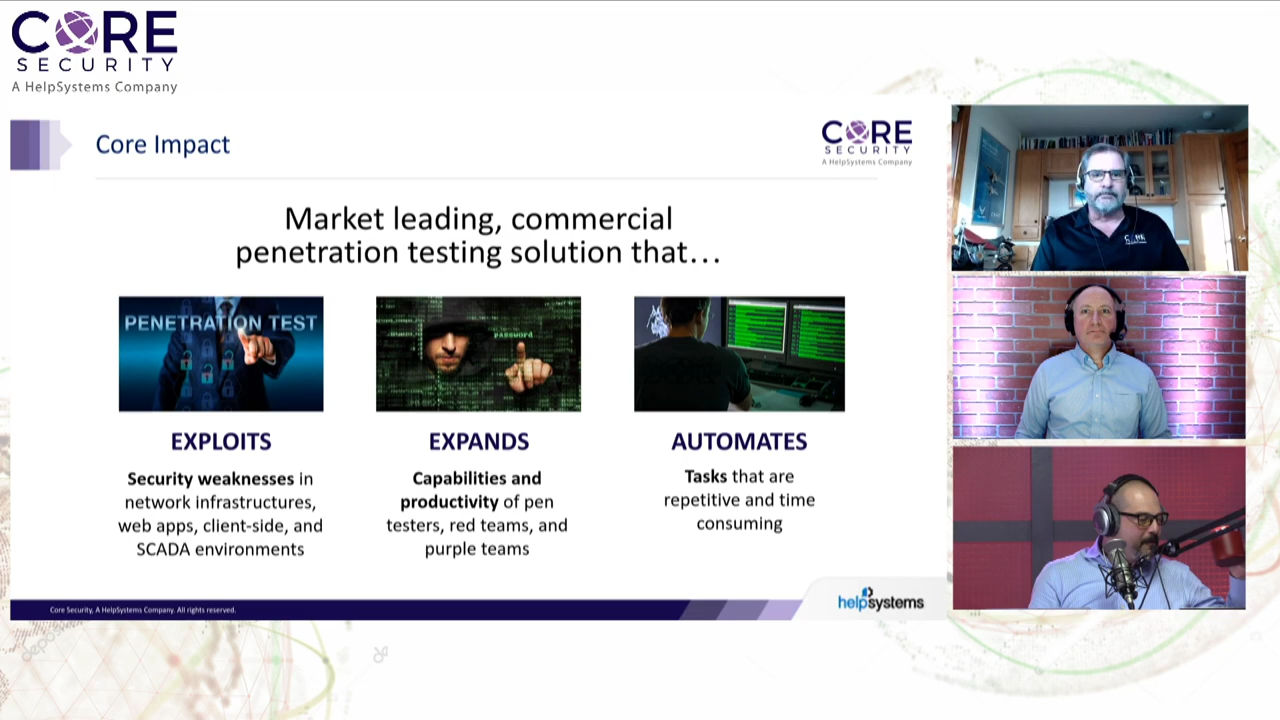 CORE
SECURITY
A HelpSystems Company
Core Impact
CORE
SECURITY
A HelpSystems Company
Market leading, commercial
penetration testing solution that…
PENETRATION TEST
password
EXPLOITS
EXPANDS
AUTOMATES
Security weaknesses in
network infrastructures,
web apps, client-side, and
SCADA environments
Capabilities and
productivity of pen
testers, red teams, and
purple teams
Tasks that are
repetitive and time
consuming
CORE
Core Security, A HelpSystems Company. All rights reserved.
helpsystems